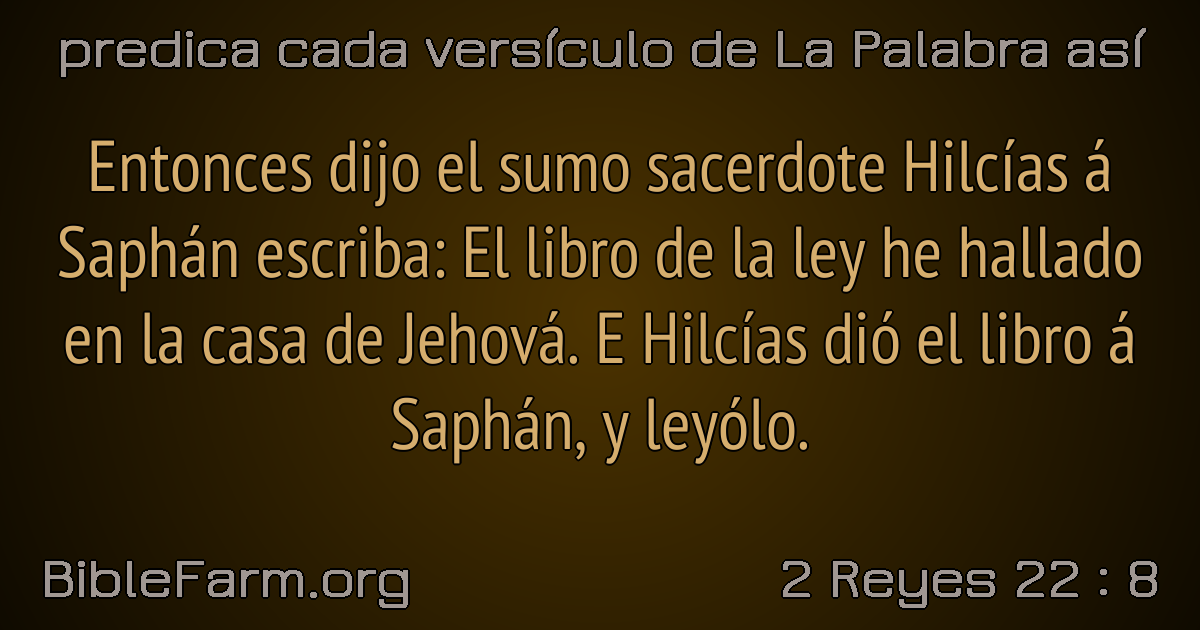 predica cada versículo de La Palabra así
Entonces dijo el sumo sacerdote Hilcías á
Saphán escriba: El libro de la ley he hallado
en la casa de Jehová. E Hilcías dió el libro á
Saphán, y leyólo.
BibleFarm.org
2 Reyes 22 : 8